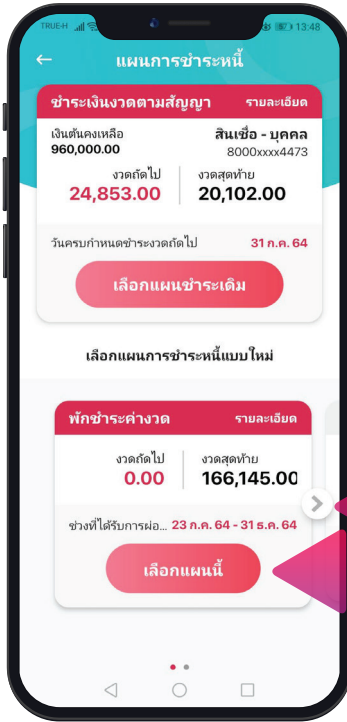 TRUE-H
13:48
แผนการชำระหนี้
ชำระเงินงวดตามสัญญา รายละเอียด
เงินต้นคงเหลือ สินเชื่อ - บุคคล
960,000.00 8000xxxx4473
งวดถัดไป งวดสุดท้าย
24,853.00 20,102.00
วันครบกำหนดชำระงวดถัดไป 31 ก.ค. 64
เลือกแผนชำระเดิม
เลือกแผนการชำระหนี้แบบใหม่
พักชำระค่างวด รายละเอียด
งวดถัดไป งวดสุดท้าย
0.00 166,145.00
ช่วงที่ได้รับการผ่อ... 23 ก.ค. 64 - 31 ธ.ค. 64
เลือกแผนนี้